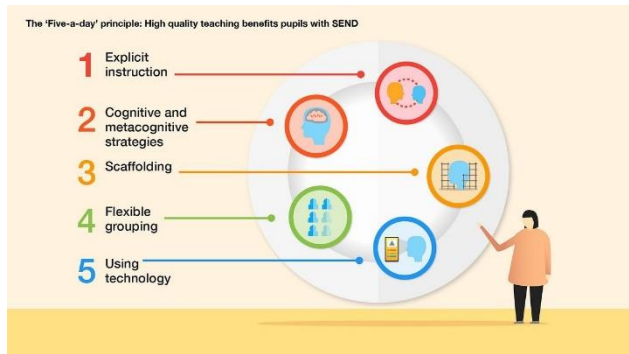 The ‘Five-a-day’ principle: High quality teaching benefits pupils with SEND
1 Explicit
instruction
2 Cognitive and
metacognitive
strategies
3 Scaffolding
4 Flexible
grouping
5 Using
technology